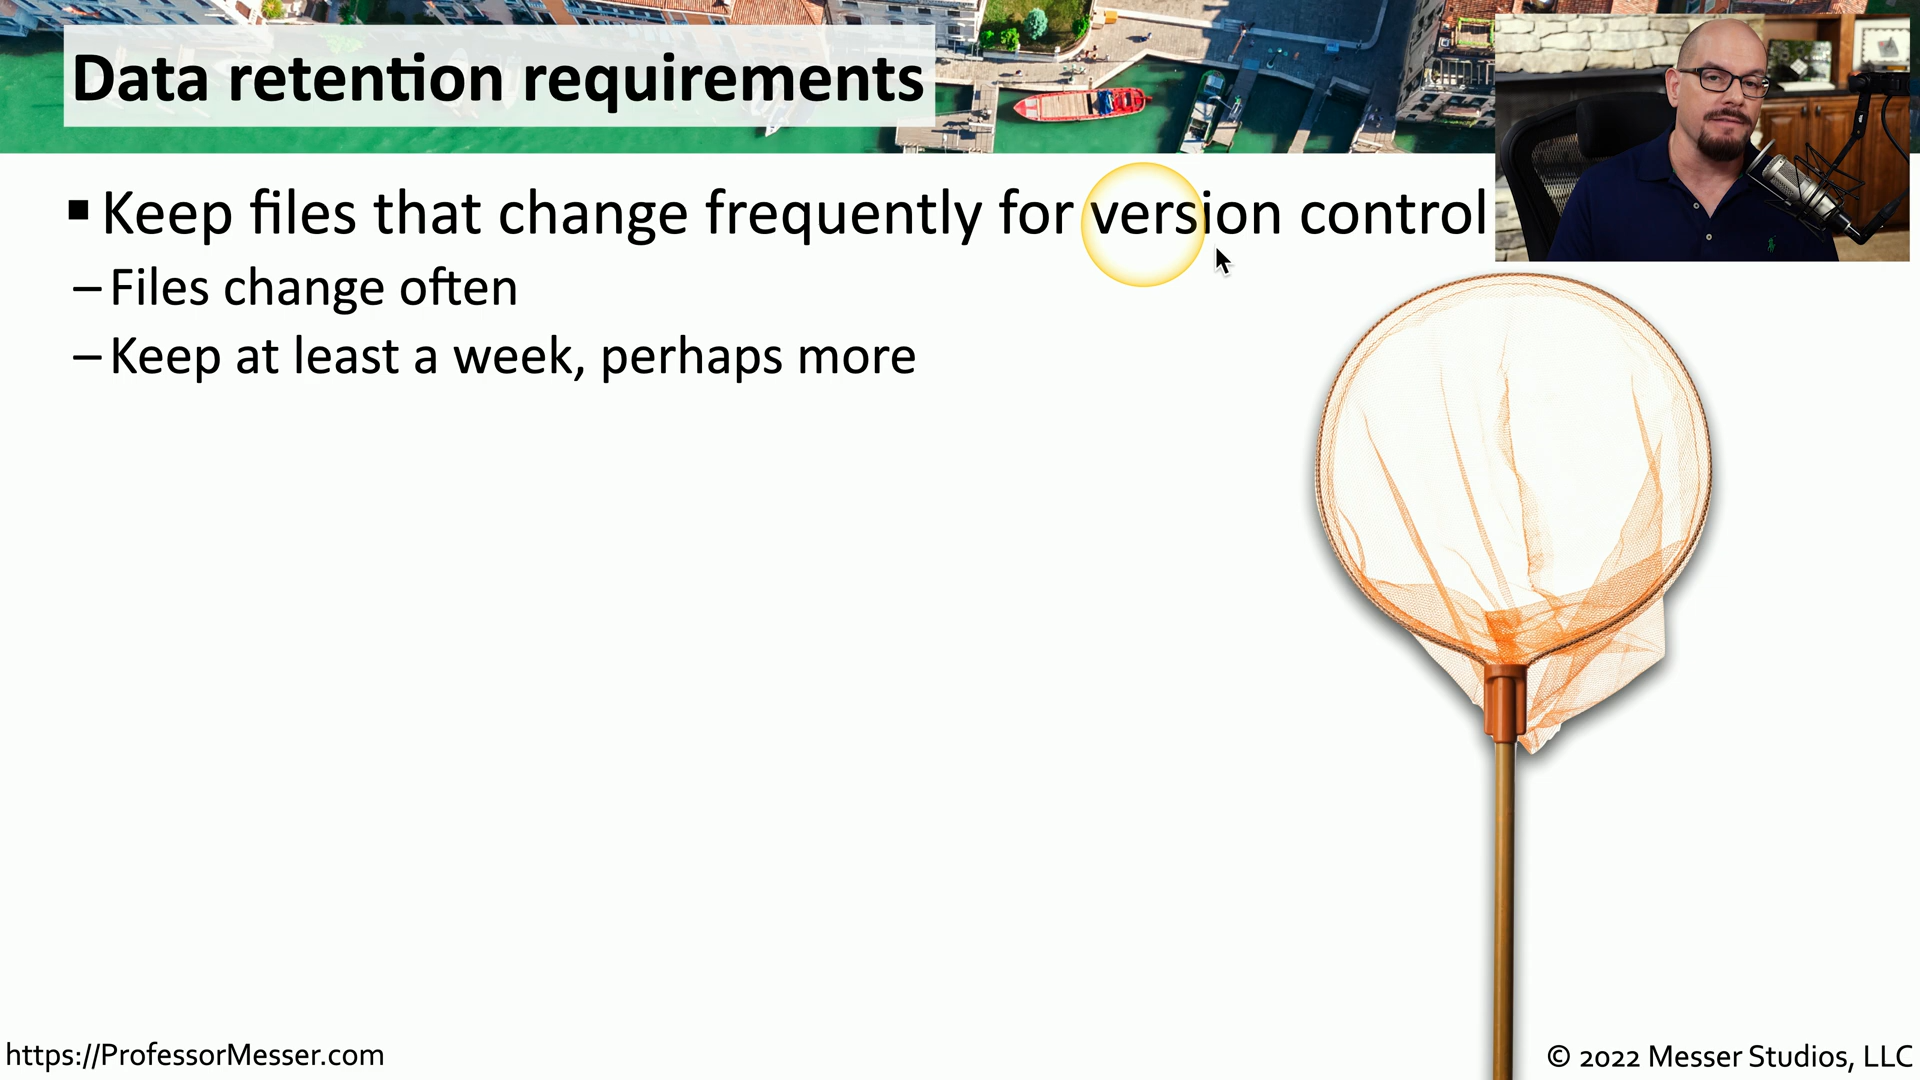 Data retention requirements
▪ Keep files that change frequently for version control
– Files change often
– Keep at least a week, perhaps more
https://ProfessorMesser.com
© 2022 Messer Studios, LLC